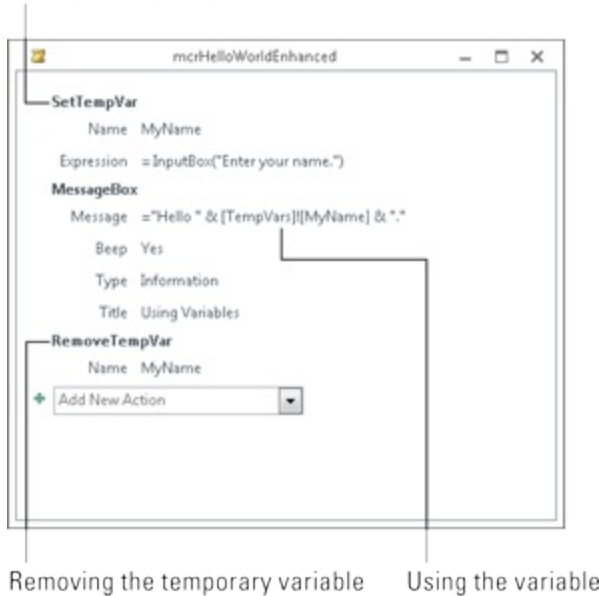 mcrHelloWorldEnhanced
SetTempVar
Name MyName
Expression =InputBox("Enter your name.")
MessageBox
Message ="Hello " & [TempVars]![MyName] & "."
Beep Yes
Type Information
Title Using Variables
RemoveTempVar
Name MyName
Add New Action
Removing the temporary variable
Using the variable